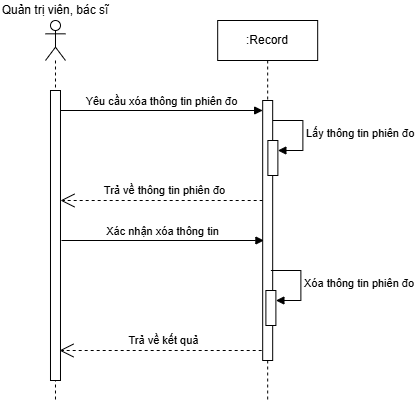 Quản trị viên, bác sĩ
:Record
Yêu cầu xóa thông tin phiên đo
Lấy thông tin phiên đo
Trả về thông tin phiên đo
Xác nhận xóa thông tin
Xóa thông tin phiên đo
Trả về kết quả